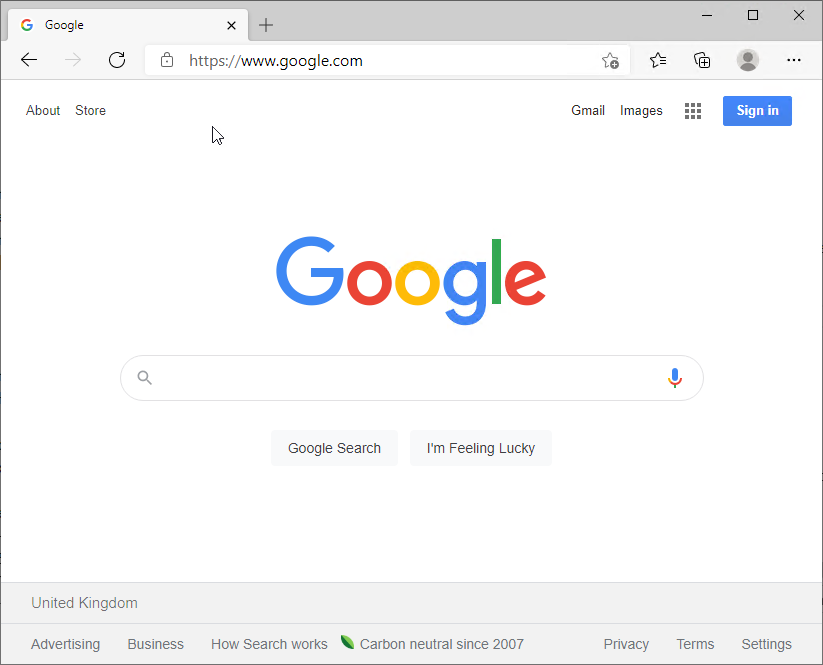 Google
https://www.google.com
About Store Gmail Images Sign in
Google
Google Search I'm Feeling Lucky
United Kingdom
Advertising Business How Search works Carbon neutral since 2007 Privacy Terms Settings